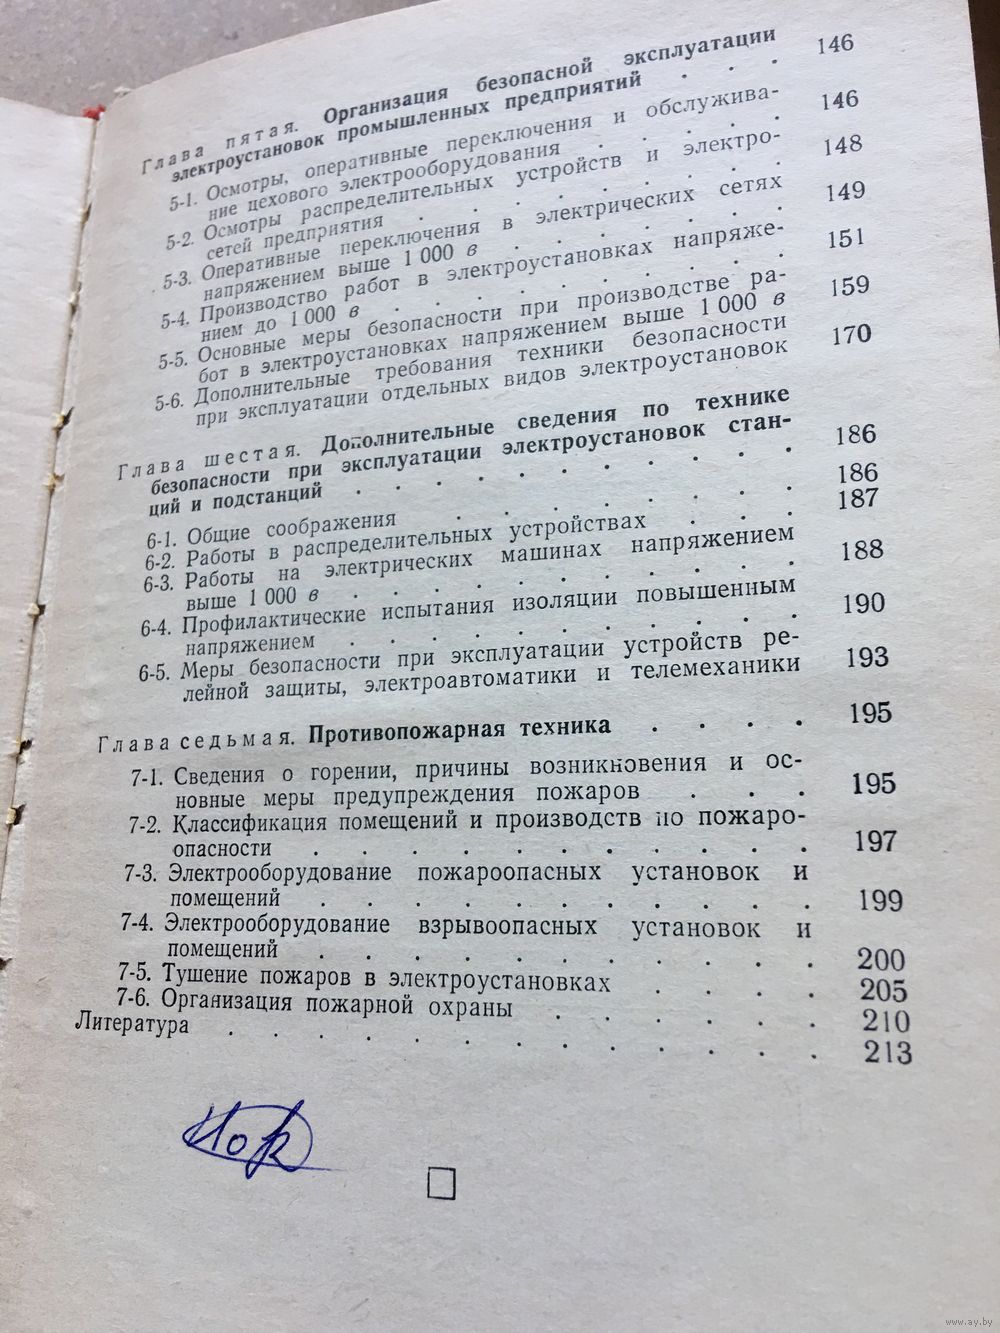 Глава пятая. Организация безопасной эксплуатации
электроустановок промышленных предприятий . . . 146
5-1. Осмотры, оперативные переключения и обслужива-
ние цехового электрооборудования . . . . 146
5-2. Осмотры распределительных устройств и электро-
сетей предприятия . . . . . . . . 148
5-3. Оперативные переключения в электрических сетях
напряжением выше 1 000 в . . . . . . 149
5-4. Производство работ в электроустановках напряже-
нием до 1 000 в . . . . . . . . . 151
5-5. Основные меры безопасности при производстве ра-
бот в электроустановках напряжением выше 1 000 в 159
5-6. Дополнительные требования техники безопасности
при эксплуатации отдельных видов электроустановок 170
Глава шестая. Дополнительные сведения по технике
безопасности при эксплуатации электроустановок стан-
ций и подстанций . . . . . . . . . . 186
6-1. Общие соображения . . . . . . . . 186
6-2. Работы в распределительных устройствах . . . 187
6-3. Работы на электрических машинах напряжением
выше 1 000 в . . . . . . . . . . 188
6-4. Профилактические испытания изоляции повышенным
напряжением . . . . . . . . . . 190
6-5. Меры безопасности при эксплуатации устройств ре-
лейной защиты, электроавтоматики и телемеханики 193
Глава седьмая. Противопожарная техника . . . . 195
7-1. Сведения о горении, причины возникновения и ос-
новные меры предупреждения пожаров . . . 195
7-2. Классификация помещений и производств по пожаро-
опасности . . . . . . . . . . . 197
7-3. Электрооборудование пожароопасных установок и
помещений . . . . . . . . . . . 199
7-4. Электрооборудование взрывоопасных установок и
помещений . . . . . . . . . . . 200
7-5. Тушение пожаров в электроустановках . . . . 205
7-6. Организация пожарной охраны . . . . . . 210
Литература . . . . . . . . . . . . . 213
www.ay.by